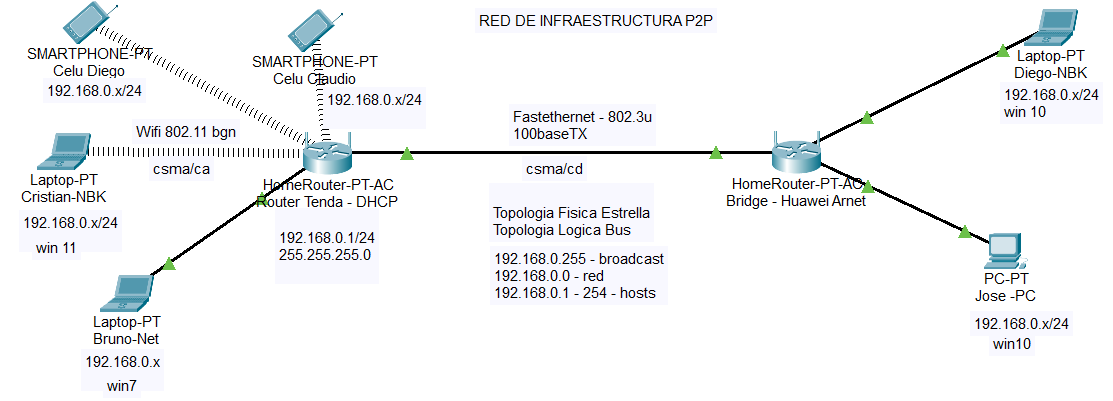 RED DE INFRAESTRUCTURA P2P
SMARTPHONE-PT
Celu Diego
192.168.0.x/24
SMARTPHONE-PT
Celu Claudio
192.168.0.x/24
Laptop-PT
Diego-NBK
192.168.0.x/24
win 10
Wifi 802.11 bgn
csma/ca
Fastethernet - 802.3u
100baseTX
csma/cd
Laptop-PT
Cristian-NBK
192.168.0.x/24
win 11
HomeRouter-PT-AC
Router Tenda - DHCP
192.168.0.1/24
255.255.255.0
HomeRouter-PT-AC
Bridge - Huawei Arnet
Topologia Fisica Estrella
Topologia Logica Bus
192.168.0.255 - broadcast
192.168.0.0 - red
192.168.0.1 - 254 - hosts
PC-PT
Jose -PC
192.168.0.x/24
win10
Laptop-PT
Bruno-Net
192.168.0.x
win7